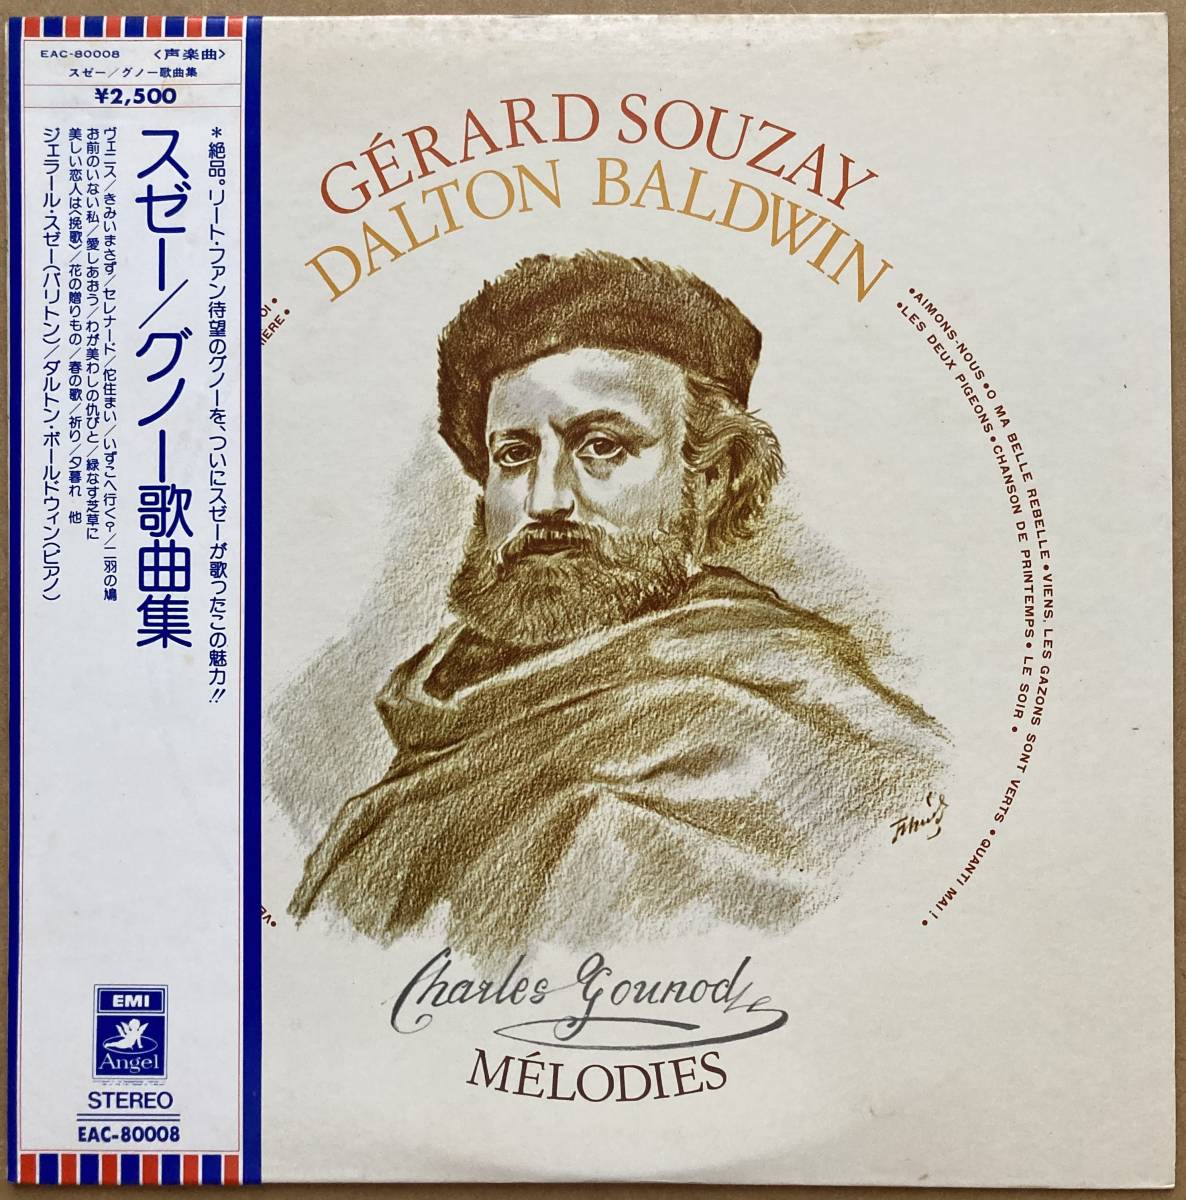 EAC-80008 〈声楽曲〉
スゼー/グノー歌曲集
¥2,500
*絶品。リート・ファン待望のグノーを、ついにスゼーが歌ったこの魅力!!
スゼー/グノー歌曲集
ヴェニス/きみいまさず/セレナード/佗住まい/いずこへ行く?/二羽の鳩
お前のいない私/愛しあおう/わが美わしの仇びと/緑なす芝草に
美しい恋人は〈挽歌〉/花の贈りもの/春の歌/祈り/夕暮れ 他
ジェラール・スゼー(バリトン)/ダルトン・ボールドウィン(ピアノ)
EMI
Angel
STEREO
EAC-80008
GÉRARD SOUZAY
DALTON BALDWIN
•AIMONS-NOUS•O MA BELLE REBELLE•VIENS, LES GAZONS SONT VERTS•QUANTI MAI!•
•LES DEUX PIGEONS•CHANSON DE PRINTEMPS•LE SOIR•
Charles Gounod
MÉLODIES